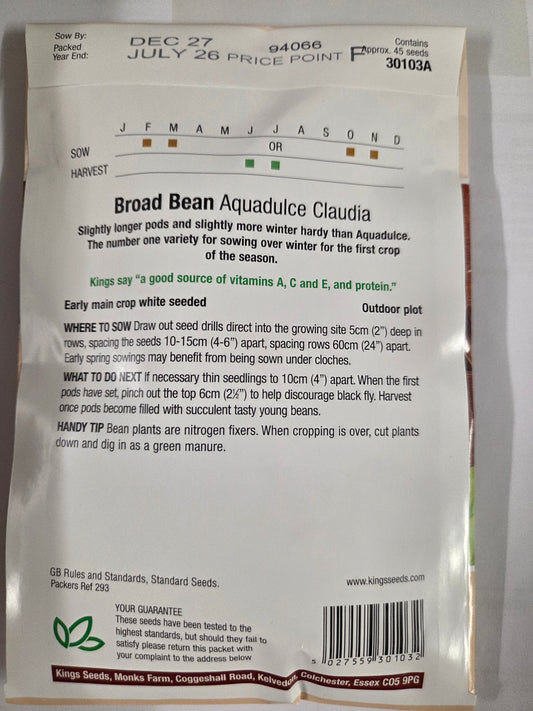 Sow By: DEC 27 94066 Contains
Packed JULY 26 PRICE POINT F Approx. 45 seeds
Year End: 30103A
J F M A M J J A S O N D
SOW OR
HARVEST
Broad Bean Aquadulce Claudia
Slightly longer pods and slightly more winter hardy than Aquadulce.
The number one variety for sowing over winter for the first crop
of the season.
Kings say “a good source of vitamins A, C and E, and protein.”
Early main crop white seeded Outdoor plot
WHERE TO SOW Draw out seed drills direct into the growing site 5cm (2”) deep in
rows, spacing the seeds 10-15cm (4-6”) apart, spacing rows 60cm (24”) apart.
Early spring sowings may benefit from being sown under cloches.
WHAT TO DO NEXT If necessary thin seedlings to 10cm (4”) apart. When the first
pods have set, pinch out the top 6cm (2½”) to help discourage black fly. Harvest
once pods become filled with succulent tasty young beans.
HANDY TIP Bean plants are nitrogen fixers. When cropping is over, cut plants
down and dig in as a green manure.
GB Rules and Standards, Standard Seeds.
Packers Ref 293
www.kingsseeds.com
YOUR GUARANTEE
These seeds have been tested to the
highest standards, but should they fail to
satisfy please return this packet with
your complaint to the address below
5 027559 301032
Kings Seeds, Monks Farm, Coggeshall Road, Kelvedon, Colchester, Essex CO5 9PG